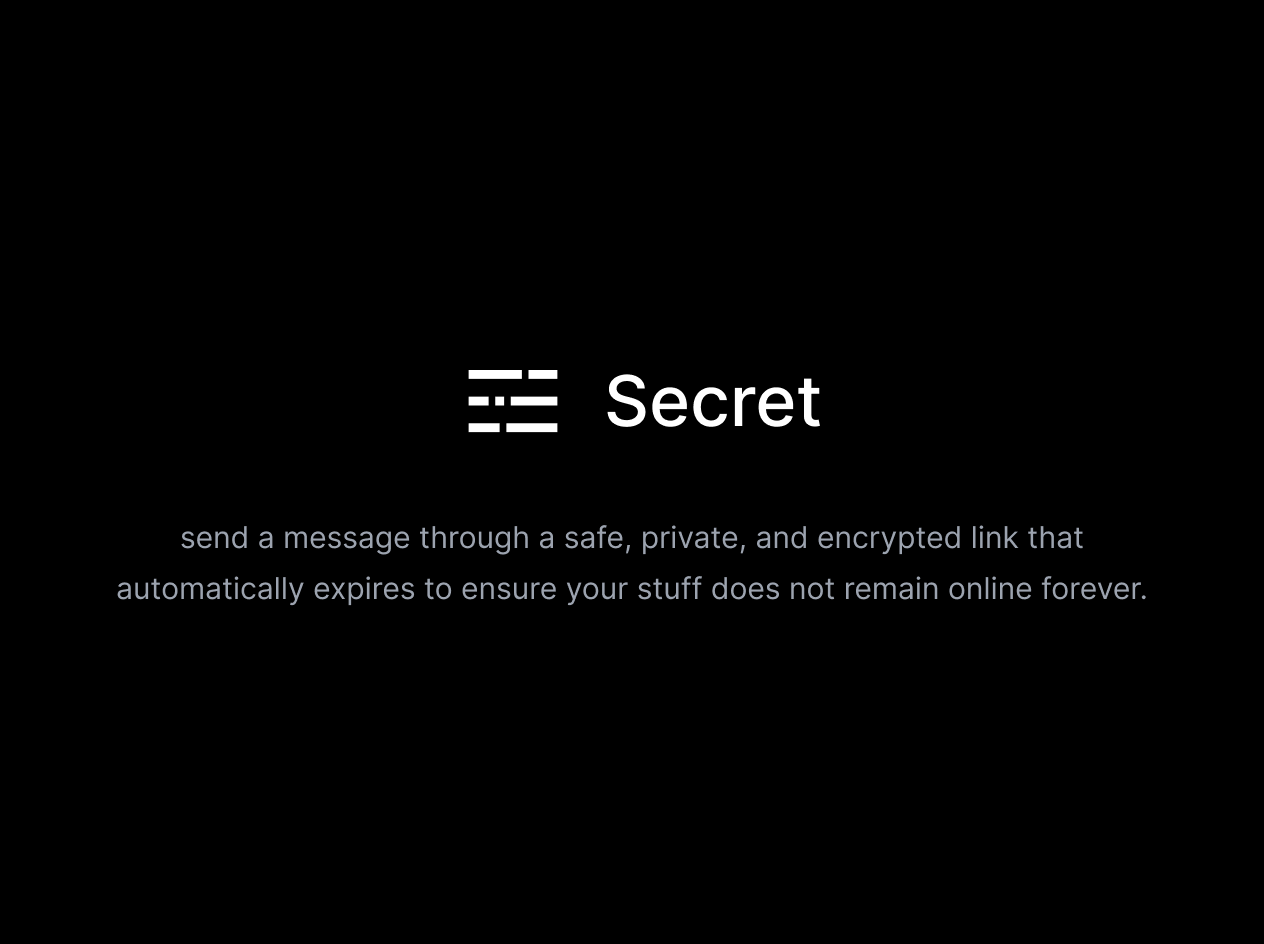 Secret
send a message through a safe, private, and encrypted link that
automatically expires to ensure your stuff does not remain online forever.